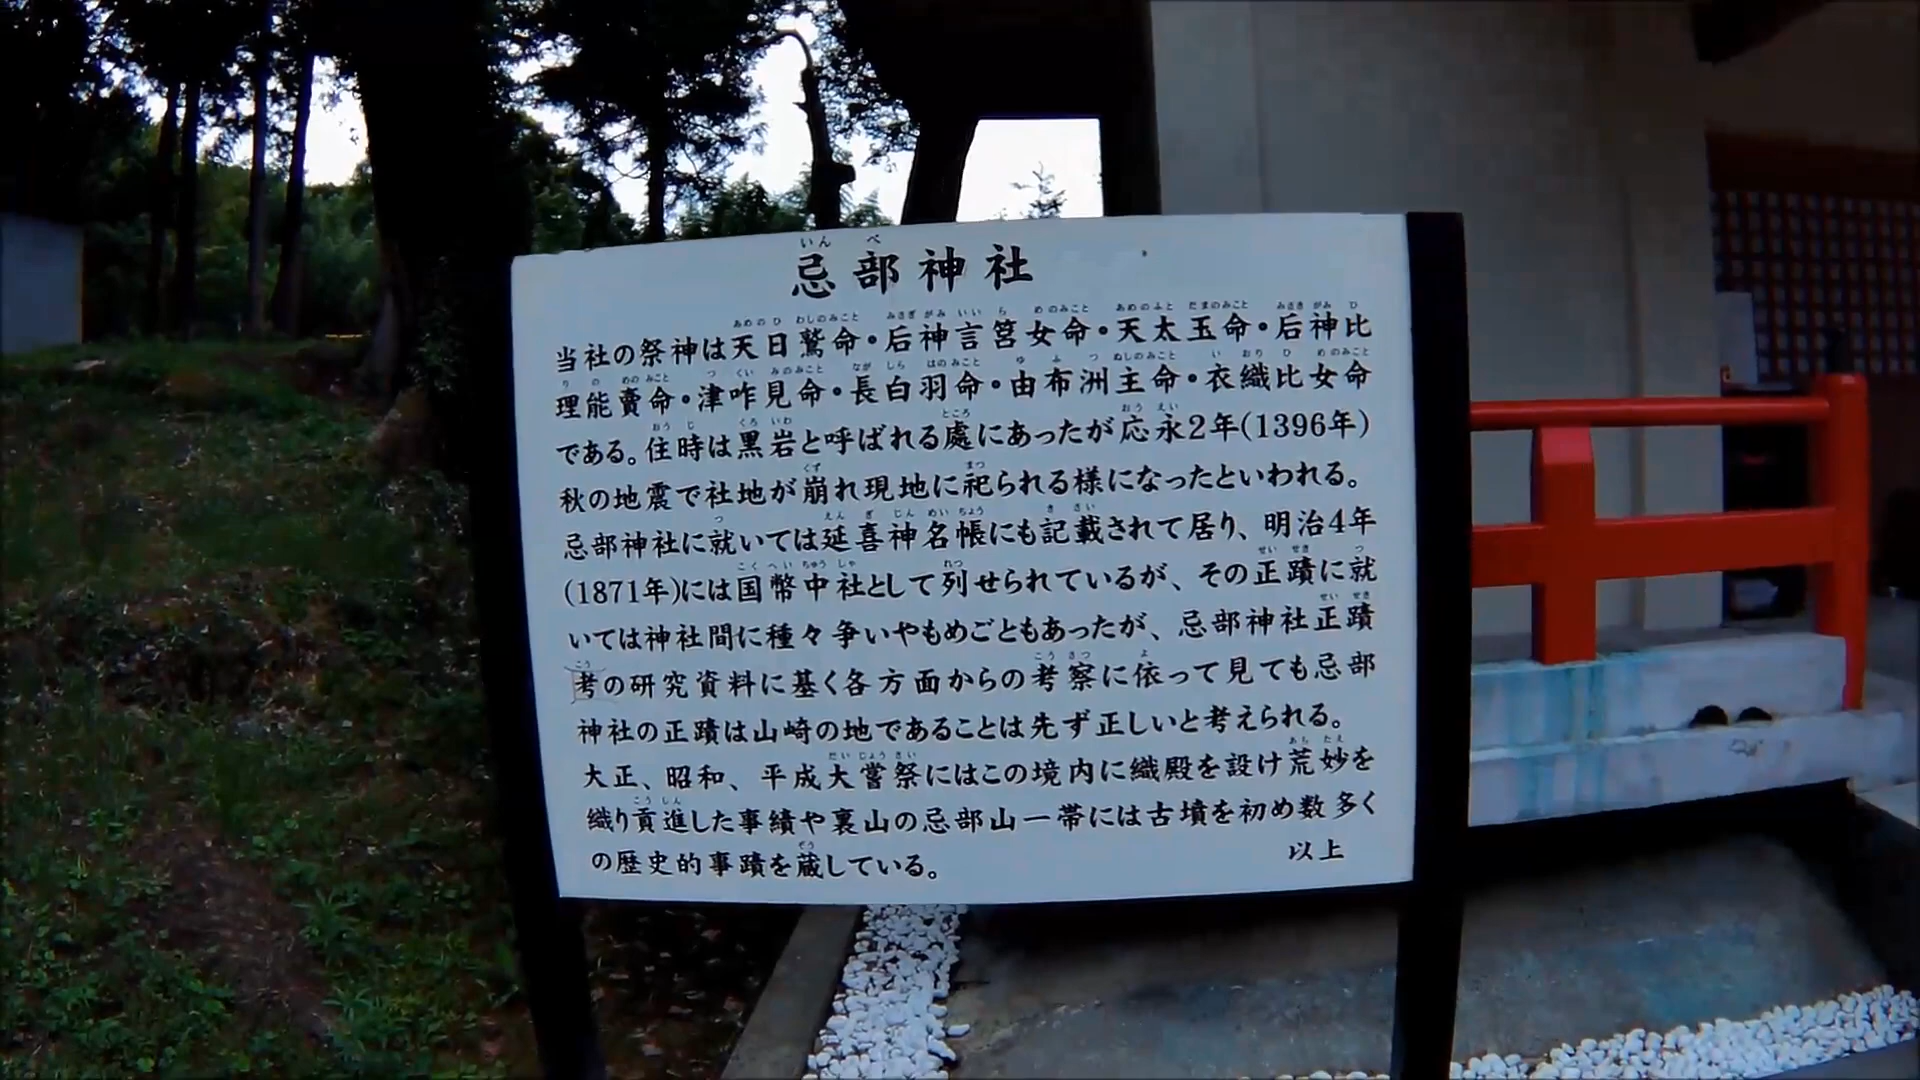 忌部神社
当社の祭神は天日鷲命・后神言筥女命・天太玉命・后神比
理能賣命・津咋見命・長白羽命・由布洲主命・衣織比女命
である。住時は黒岩と呼ばれる處にあったが応永2年(1396年)
秋の地震で社地が崩れ現地に祀られる様になったといわれる。
忌部神社に就いては延喜神名帳にも記載されて居り、明治4年
(1871年)には国幣中社として列せられているが、その正蹟に就
いては神社間に種々争いやもめごともあったが、忌部神社正蹟
考の研究資料に基く各方面からの考察に依って見ても忌部
神社の正蹟は山崎の地であることは先ず正しいと考えられる。
大正、昭和、平成大嘗祭にはこの境内に織殿を設け荒妙を
織り貢進した事績や裏山の忌部山一帯には古墳を初め数多く
の歴史的事蹟を蔵している。 以上